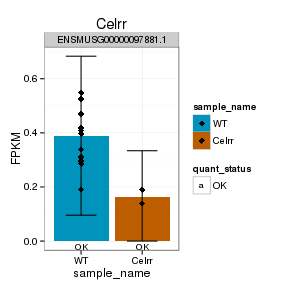 Celrr
ENSMUSG00000097881.1
FPKM
0.6
0.4
0.2
0.0
OK OK
WT Celrr
sample_name
sample_name
WT
Celrr
quant_status
a OK